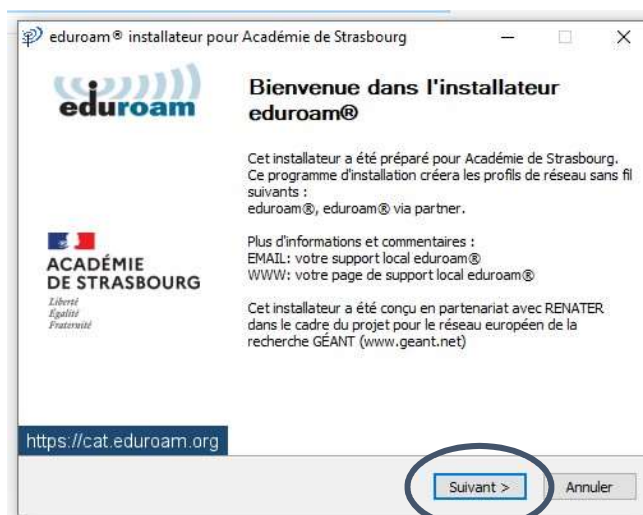 eduroam® installateur pour Académie de Strasbourg
eduroam
Bienvenue dans l'installateur
eduroam®
Cet installateur a été préparé pour Académie de Strasbourg.
Ce programme d'installation créera les profils de réseau sans fil
suivants :
eduroam®, eduroam® via partner.
Plus d'informations et commentaires :
EMAIL: votre support local eduroam®
WWW: votre page de support local eduroam®
Cet installateur a été conçu en partenariat avec RENATER
dans le cadre du projet pour le réseau européen de la
recherche GÉANT (www.geant.net)
ACADÉMIE
DE STRASBOURG
Liberté
Égalité
Fraternité
https://cat.eduroam.org
Suivant >
Annuler